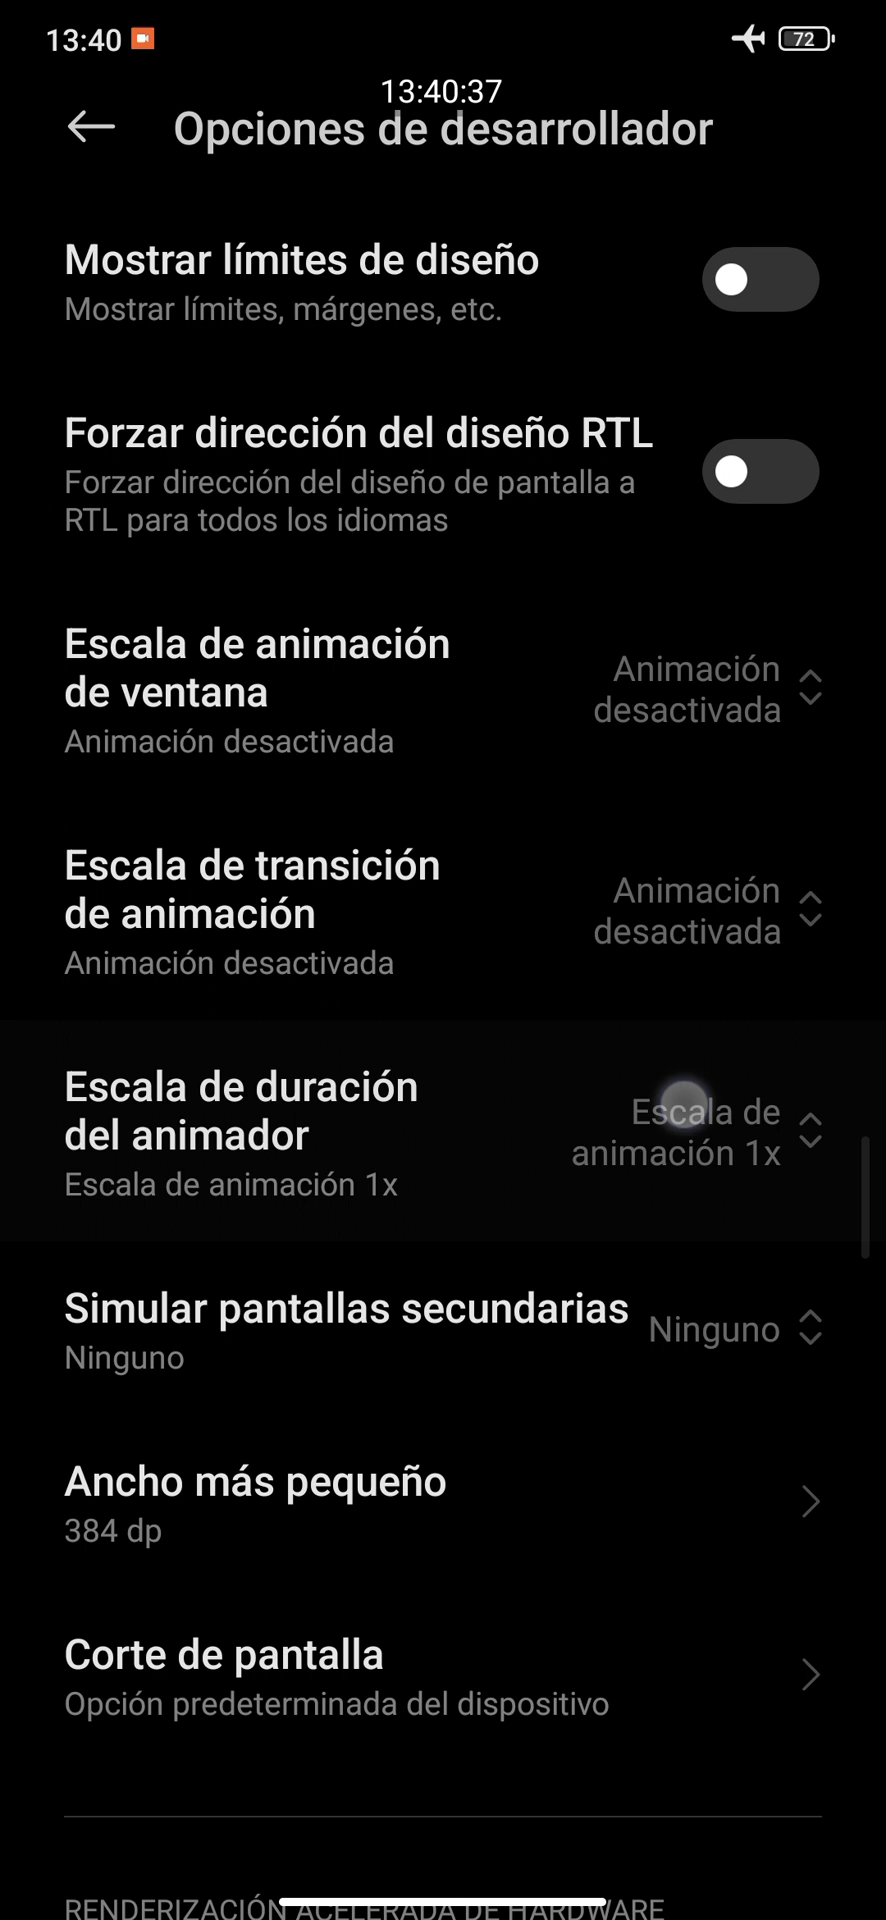 13:40
72
13:40:37
Opciones de desarrollador
Mostrar límites de diseño
Mostrar límites, márgenes, etc.
Forzar dirección del diseño RTL
Forzar dirección del diseño de pantalla a
RTL para todos los idiomas
Escala de animación
de ventana
Animación desactivada
Animación
desactivada
Escala de transición
de animación
Animación desactivada
Animación
desactivada
Escala de duración
del animador
Escala de animación 1x
Escala de
animación 1x
Simular pantallas secundarias
Ninguno
Ninguno
Ancho más pequeño
384 dp
Corte de pantalla
Opción predeterminada del dispositivo
RENDERIZACIÓN ACELERADA DE HARDWARE